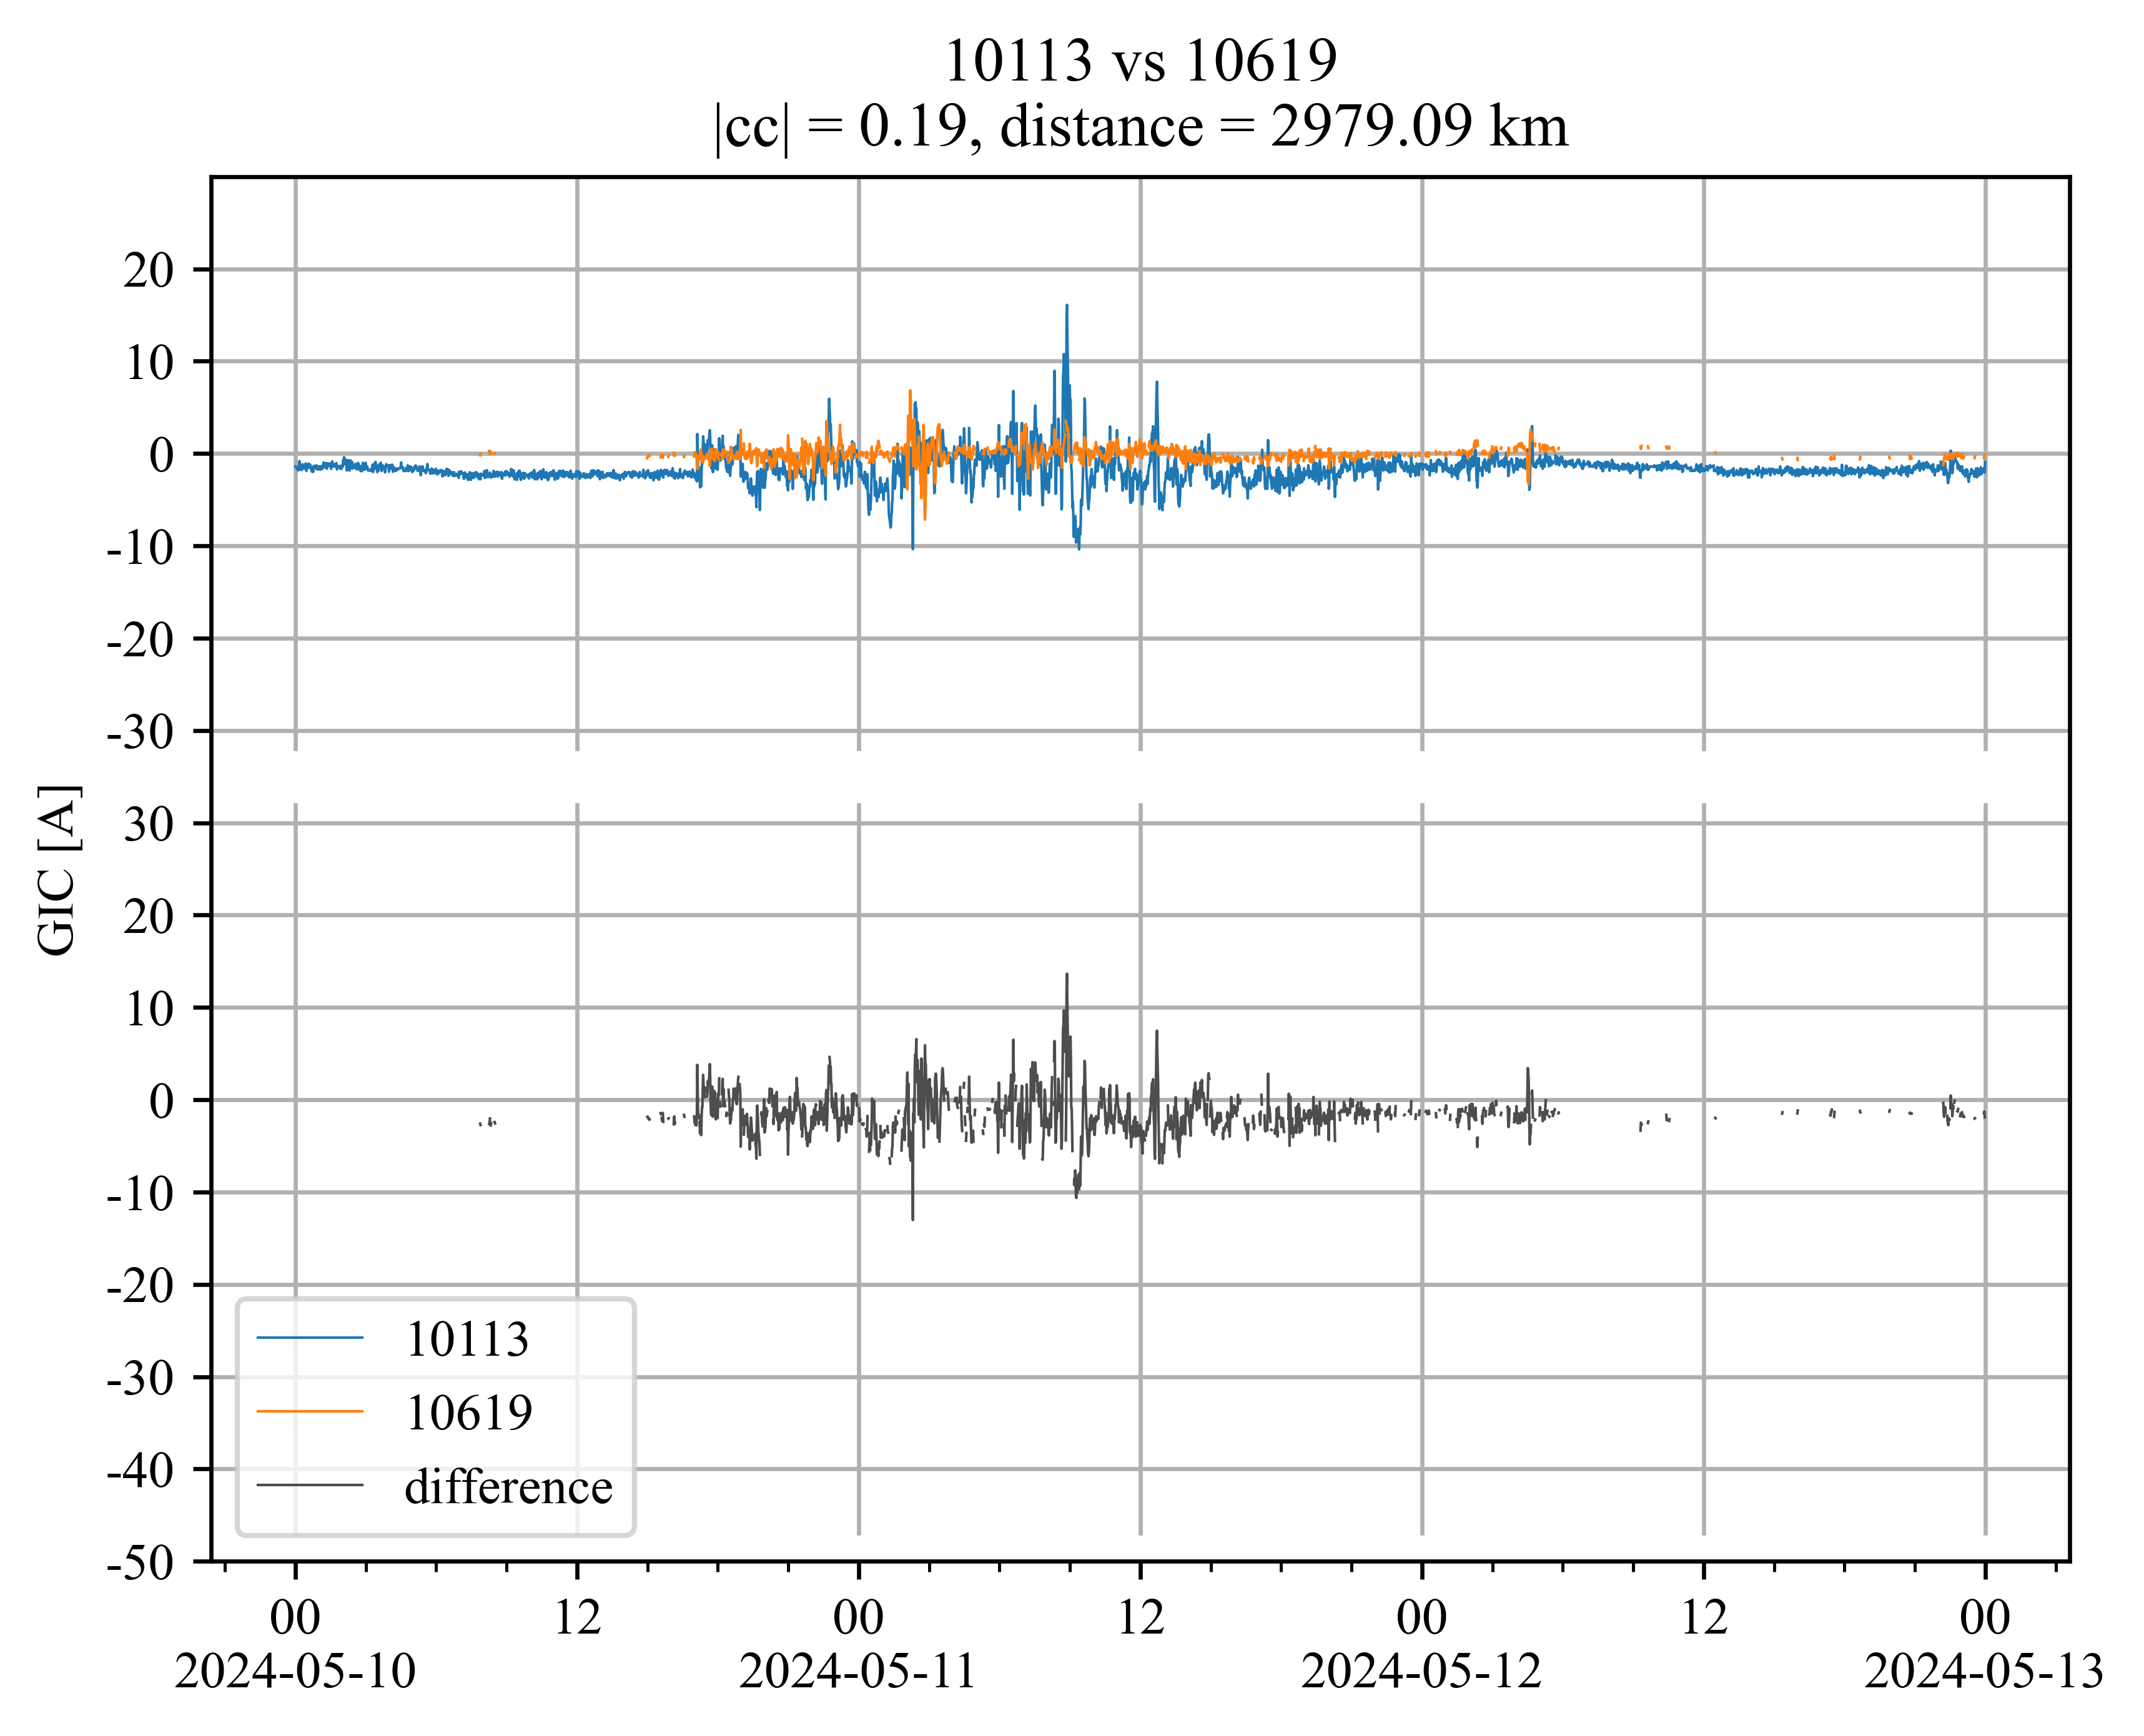 10113 vs 10619
|cc| = 0.19, distance = 2979.09 km
GIC [A]
20
10
0
-10
-20
-30
30
20
10
0
-10
-20
-30
-40
-50
10113
10619
difference
00 12 00 12 00 12 00
2024-05-10 2024-05-11 2024-05-12 2024-05-13